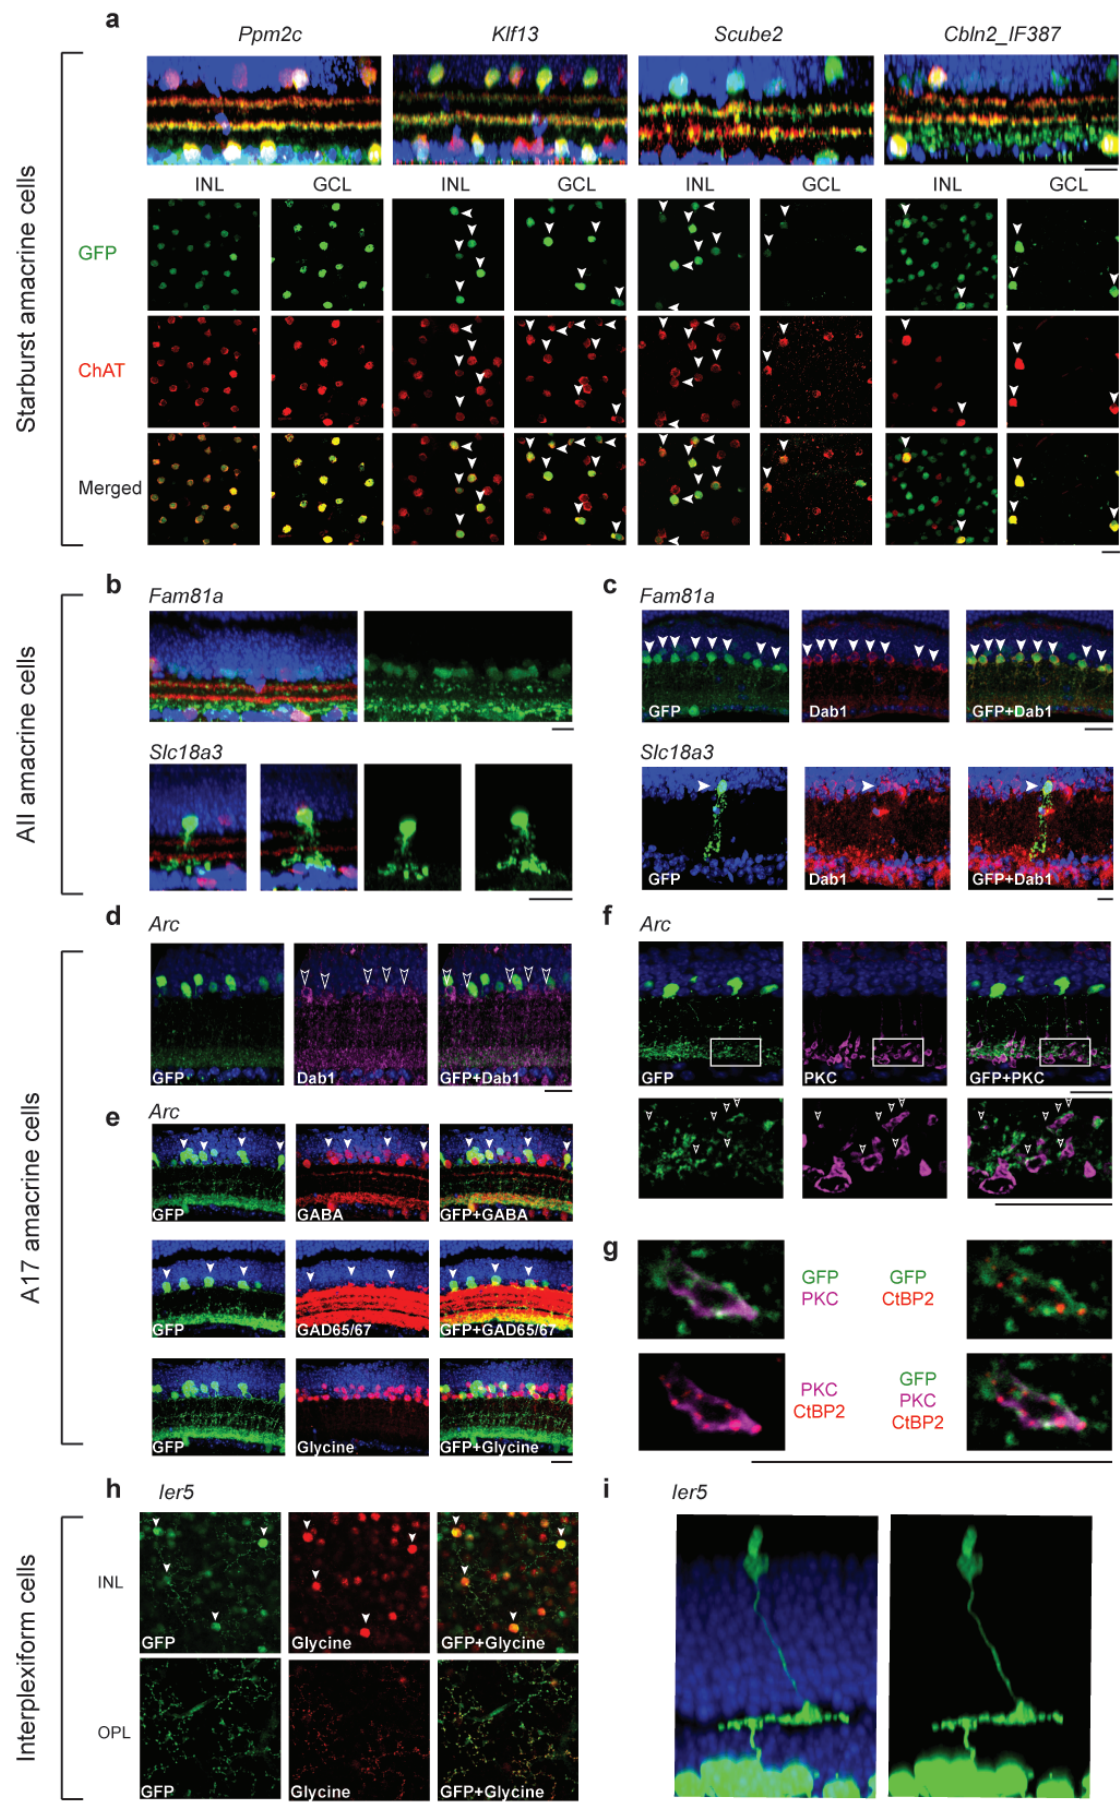 a
Ppm2c Klf13 Scube2 Cbln2_IF387
INL GCL INL GCL INL GCL INL GCL
Starburst amacrine cells
GFP
ChAT
Merged
b
Fam81a
Slc18a3
c
Fam81a
GFP Dab1 GFP+Dab1
Slc18a3
GFP Dab1 GFP+Dab1
All amacrine cells
d
Arc
GFP Dab1 GFP+Dab1
e
Arc
GFP GABA GFP+GABA
GFP GAD65/67 GFP+GAD65/67
GFP Glycine GFP+Glycine
A17 amacrine cells
f
Arc
GFP PKC GFP+PKC
g
GFP GFP
PKC CtBP2
PKC GFP
CtBP2 PKC
CtBP2
h
Ier5
INL
GFP Glycine GFP+Glycine
OPL
GFP Glycine GFP+Glycine
Interplexiform cells
i
Ier5